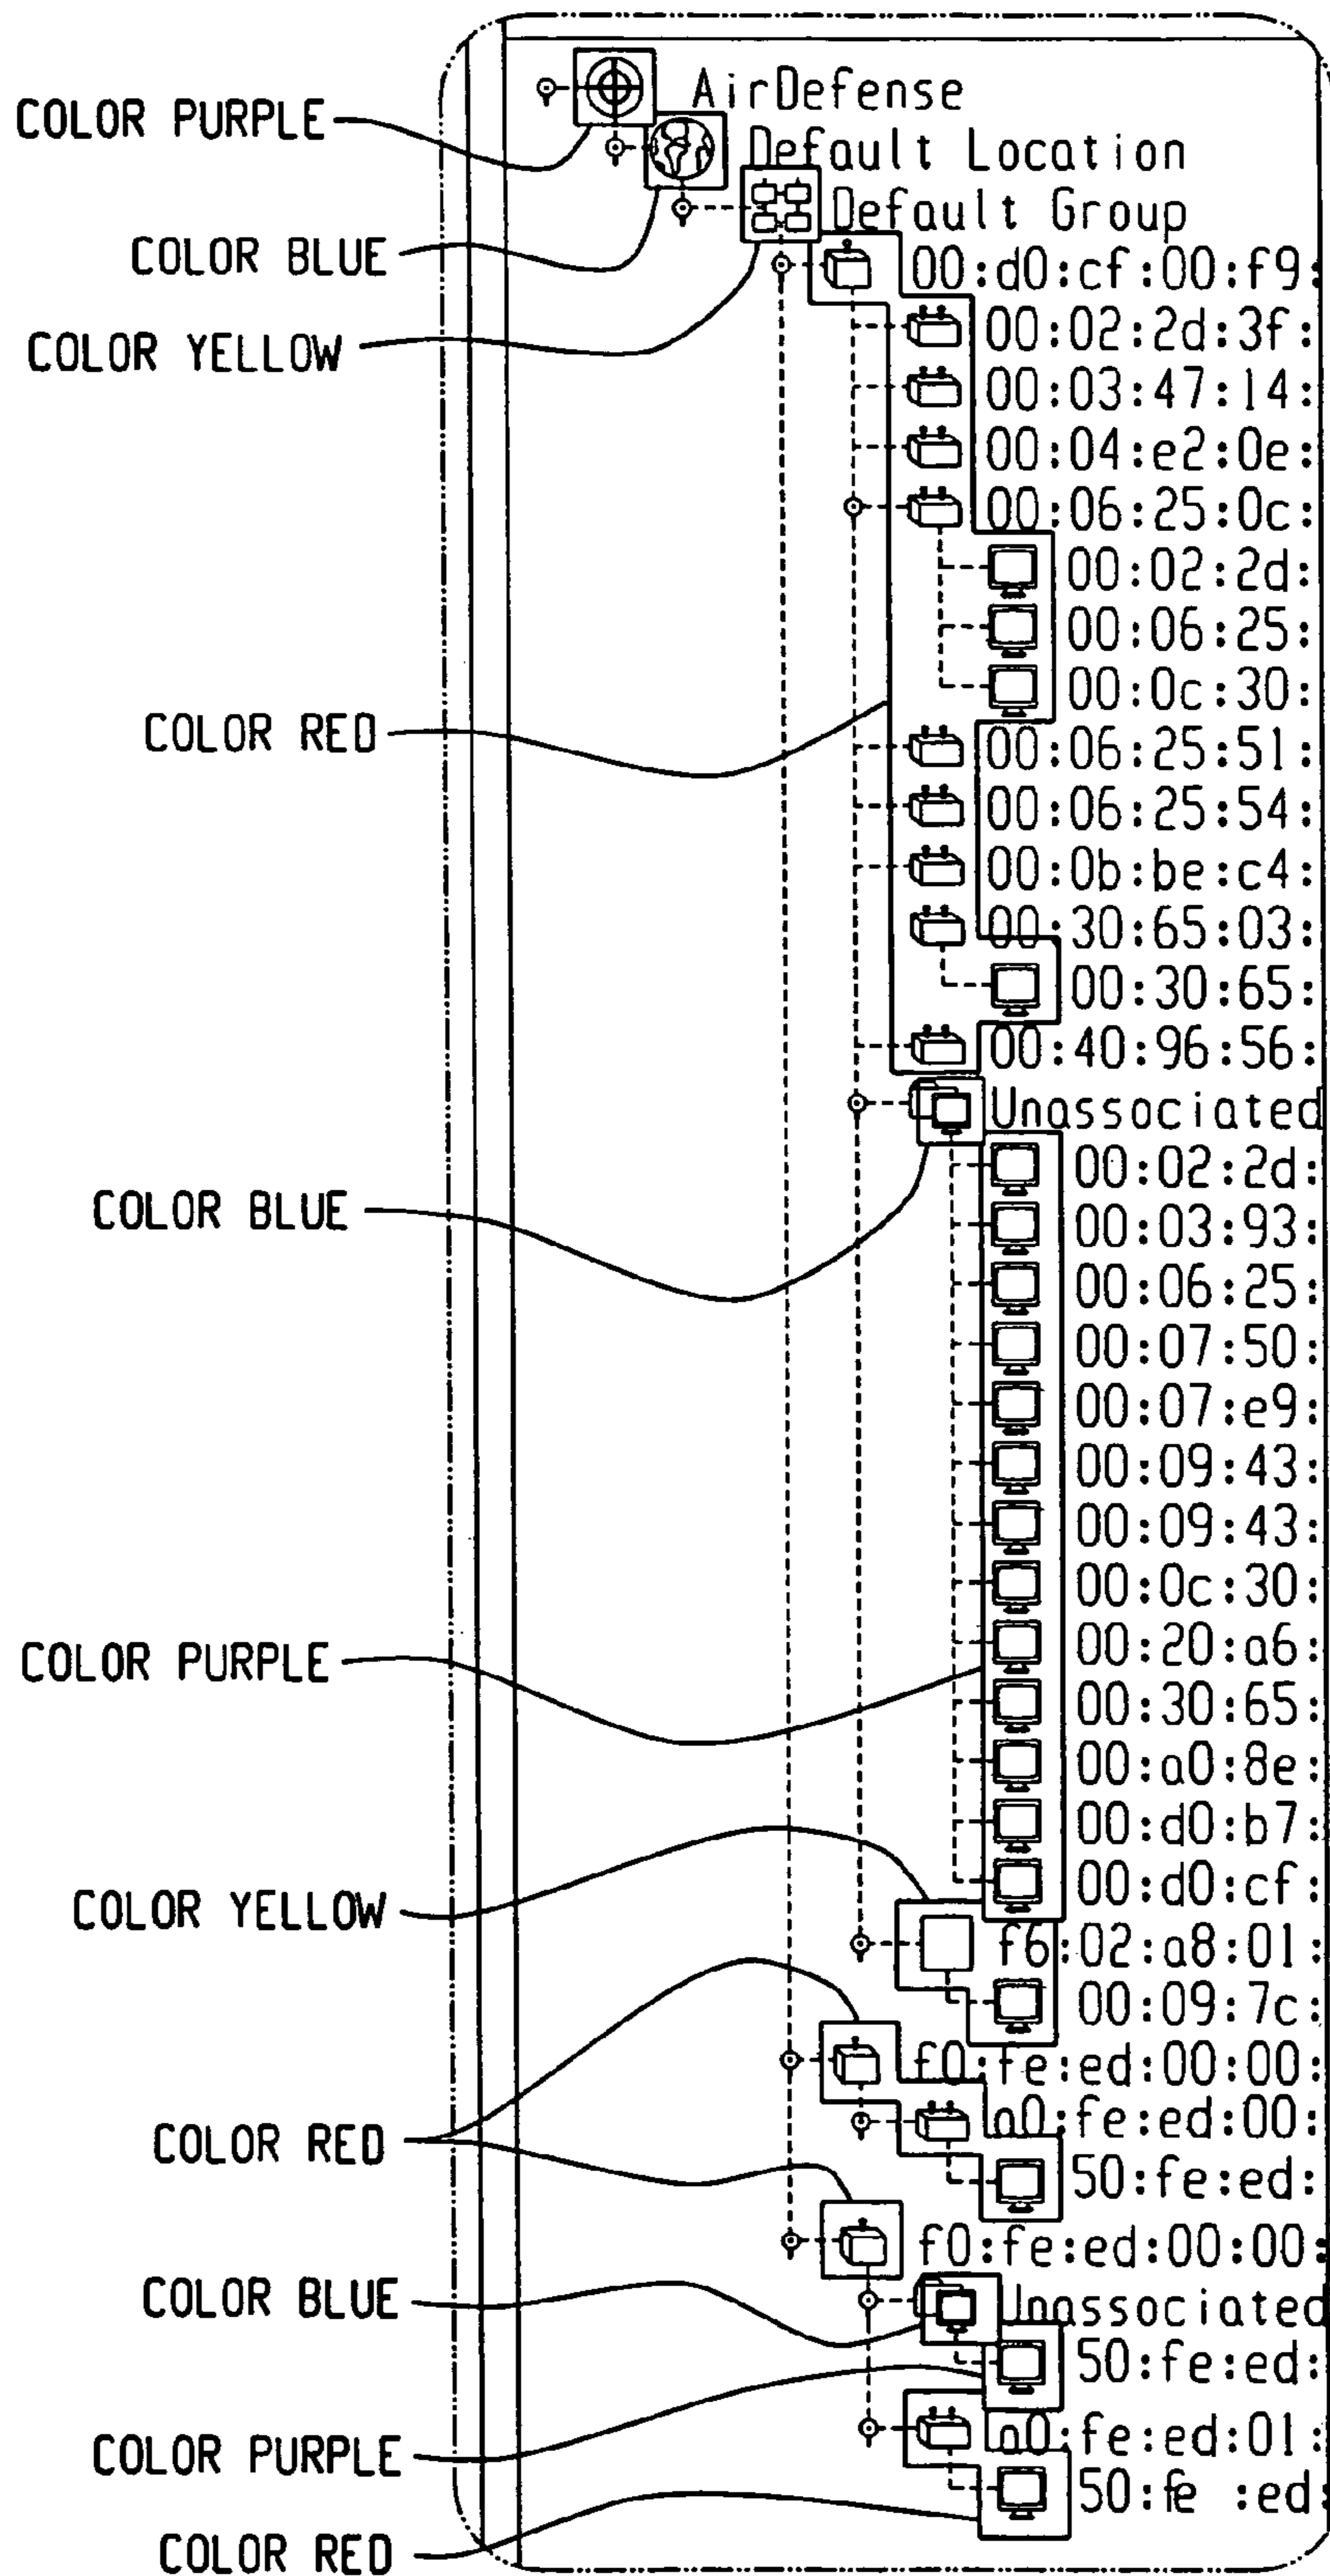 AirDefense
COLOR PURPLE
Default Location
Default Group
COLOR BLUE
00:d0:cf:00:f9:
00:02:2d:3f:
COLOR YELLOW
00:03:47:14:
00:04:e2:0e:
00:06:25:0c:
00:02:2d:
00:06:25:
00:0c:30:
COLOR RED
00:06:25:51:
00:06:25:54:
00:0b:be:c4:
00:30:65:03:
00:30:65:
00:40:96:56:
Unassociated
00:02:2d:
COLOR BLUE
00:03:93:
00:06:25:
00:07:50:
00:07:e9:
00:09:43:
00:09:43:
00:0c:30:
00:20:a6:
COLOR PURPLE
00:30:65:
00:a0:8e:
00:d0:b7:
00:d0:cf:
COLOR YELLOW
f6:02:a8:01:
00:09:7c:
f0:fe:ed:00:00:
a0:fe:ed:00:
COLOR RED
50:fe:ed:
f0:fe:ed:00:00:
COLOR BLUE
Unassociated
50:fe:ed:
a0:fe:ed:01:
COLOR PURPLE
50:fe :ed:
COLOR RED